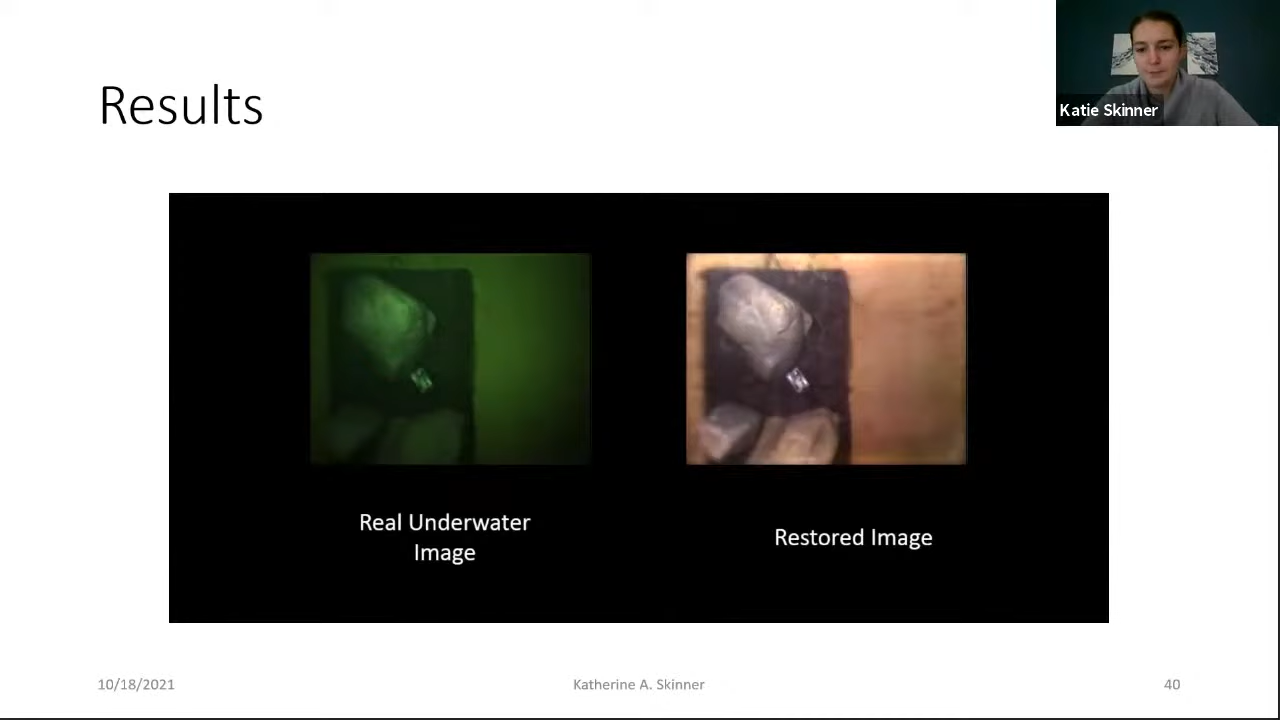 Results
Katie Skinner
Real Underwater
Image
Restored Image
10/18/2021
Katherine A. Skinner
40